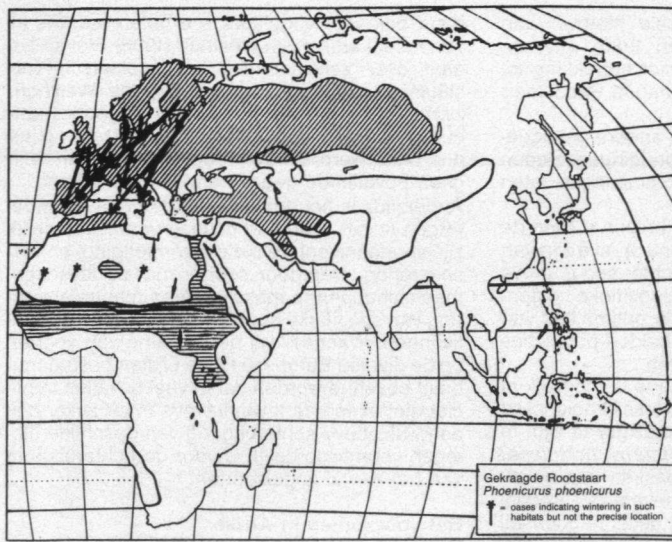 Gekraagde Roodstaart
Phoenicurus phoenicurus
= oases indicating wintering in such
habitats but not the precise location